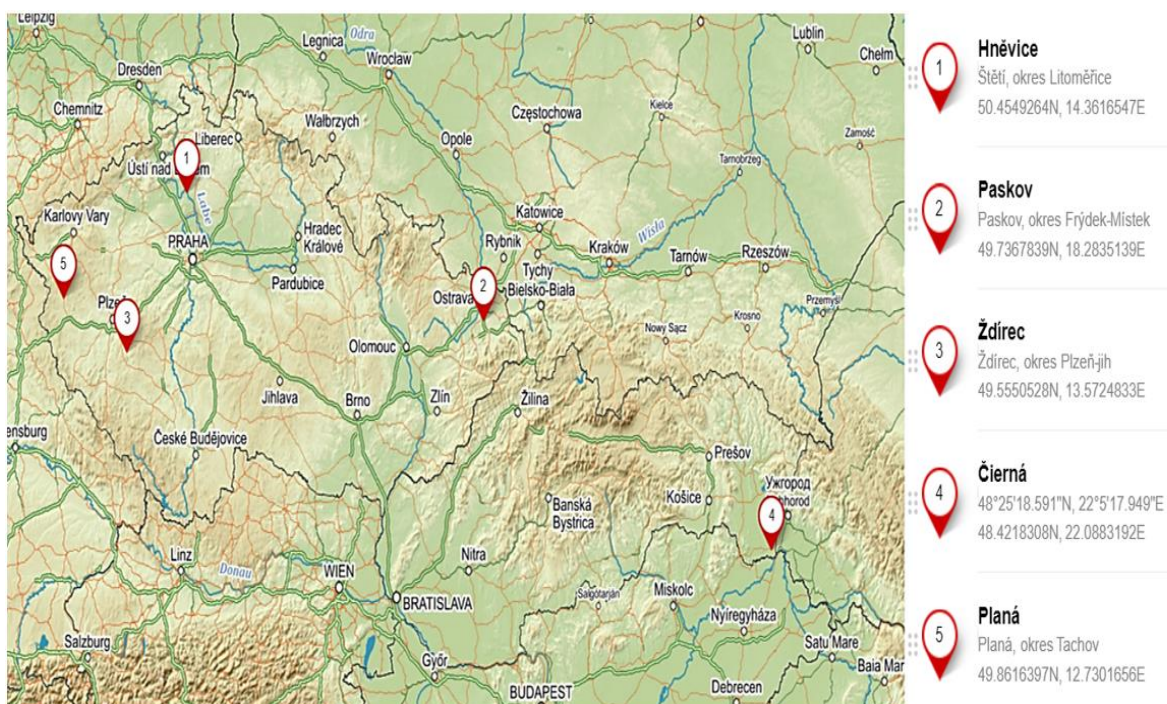 Leipzig
Legnica
Odra
Wrocław
Lublin
Chełm
Dresden
Chemnitz
Liberec
Wałbrzych
Opole
Częstochowa
Kielce
Zamość
Tarnobrzeg
1
Ústí nad
Labe
Karlovy Vary
PRAHA
Hradec
Králové
Pardubice
Katowice
Rybnik
Tychy
Kraków
Wisła
Tarnów
Rzeszów
5
Plzeň
3
2
Ostrava
Bielsko-Biała
Przemyśl
Nowy Sącz
Krosno
Olomouc
Jihlava
Brno
Zlín
Žilina
České Budějovice
Prešov
Košice
Ужгород
4
Banská
Bystrica
Linz
Donau
WIEN
Nitra
BRATISLAVA
Salgótarján
Miskolc
Nyíregyháza
Salzburg
Győr
BUDAPEST
Debrecen
Satu Mare
Baia Mar
1
Hněvice
Štětí, okres Litoměřice
50.4549264N, 14.3616547E
2
Paskov
Paskov, okres Frýdek-Místek
49.7367839N, 18.2835139E
3
Ždírec
Ždírec, okres Plzeň-jih
49.5550528N, 13.5724833E
4
Čierná
48°25'18.591"N, 22°5'17.949"E
48.4218308N, 22.0883192E
5
Planá
Planá, okres Tachov
49.8616397N, 12.7301656E